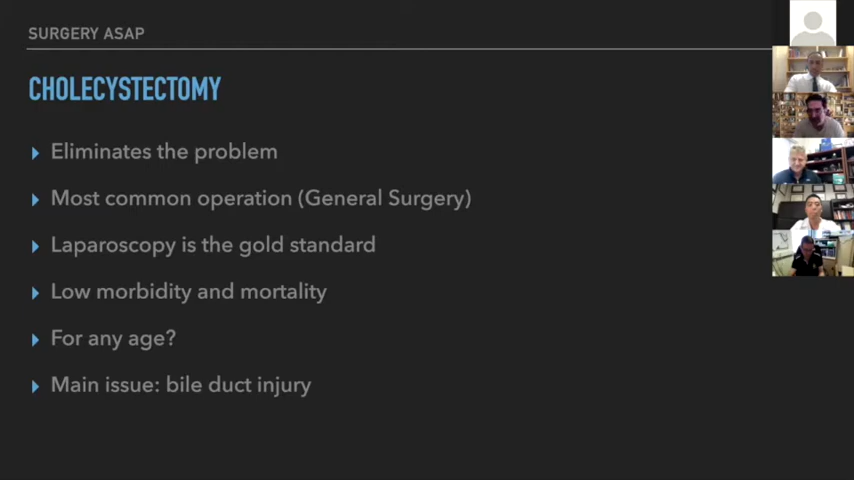 SURGERY ASAP
CHOLECYSTECTOMY
Eliminates the problem
Most common operation (General Surgery)
Laparoscopy is the gold standard
Low morbidity and mortality
For any age?
Main issue: bile duct injury